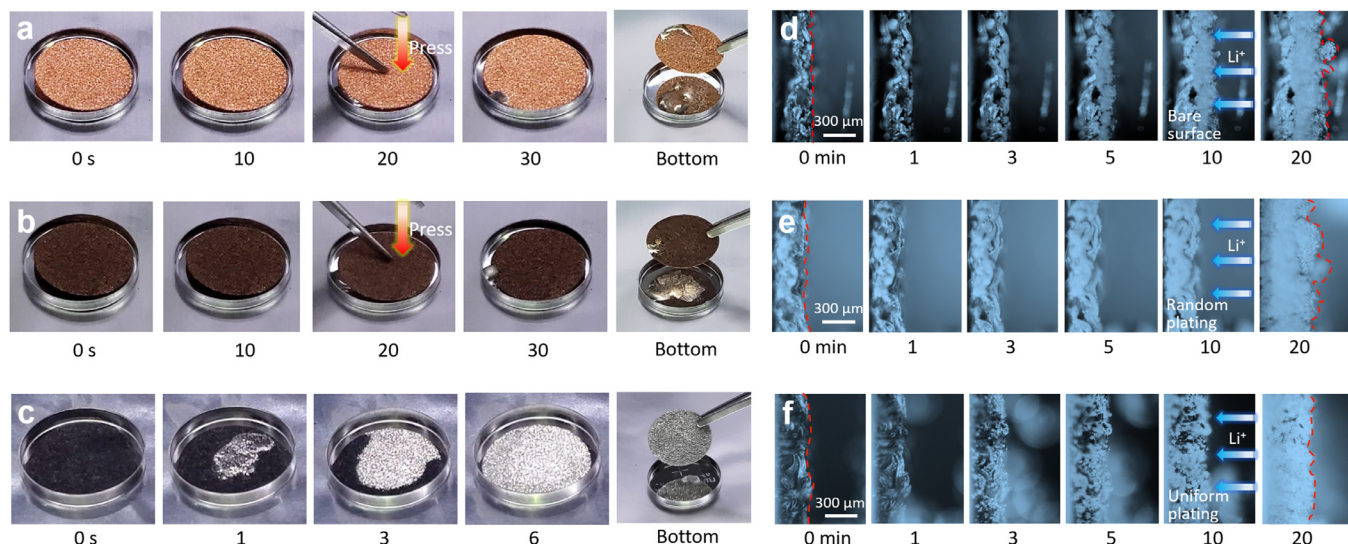 a
Press
0 s
10
20
30
Bottom
b
Press
0 s
10
20
30
Bottom
c
0 s
1
3
6
Bottom
d
300 µm
Li⁺
Bare
surface
0 min
1
3
5
10
20
e
300 µm
Li⁺
Random
plating
0 min
1
3
5
10
20
f
300 µm
Li⁺
Uniform
plating
0 min
1
3
5
10
20